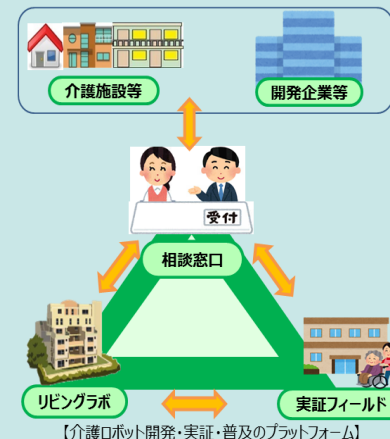 介護施設等
開発企業等
受付
相談窓口
リビングラボ
実証フィールド
【介護ロボット開発・実証・普及のプラットフォーム】